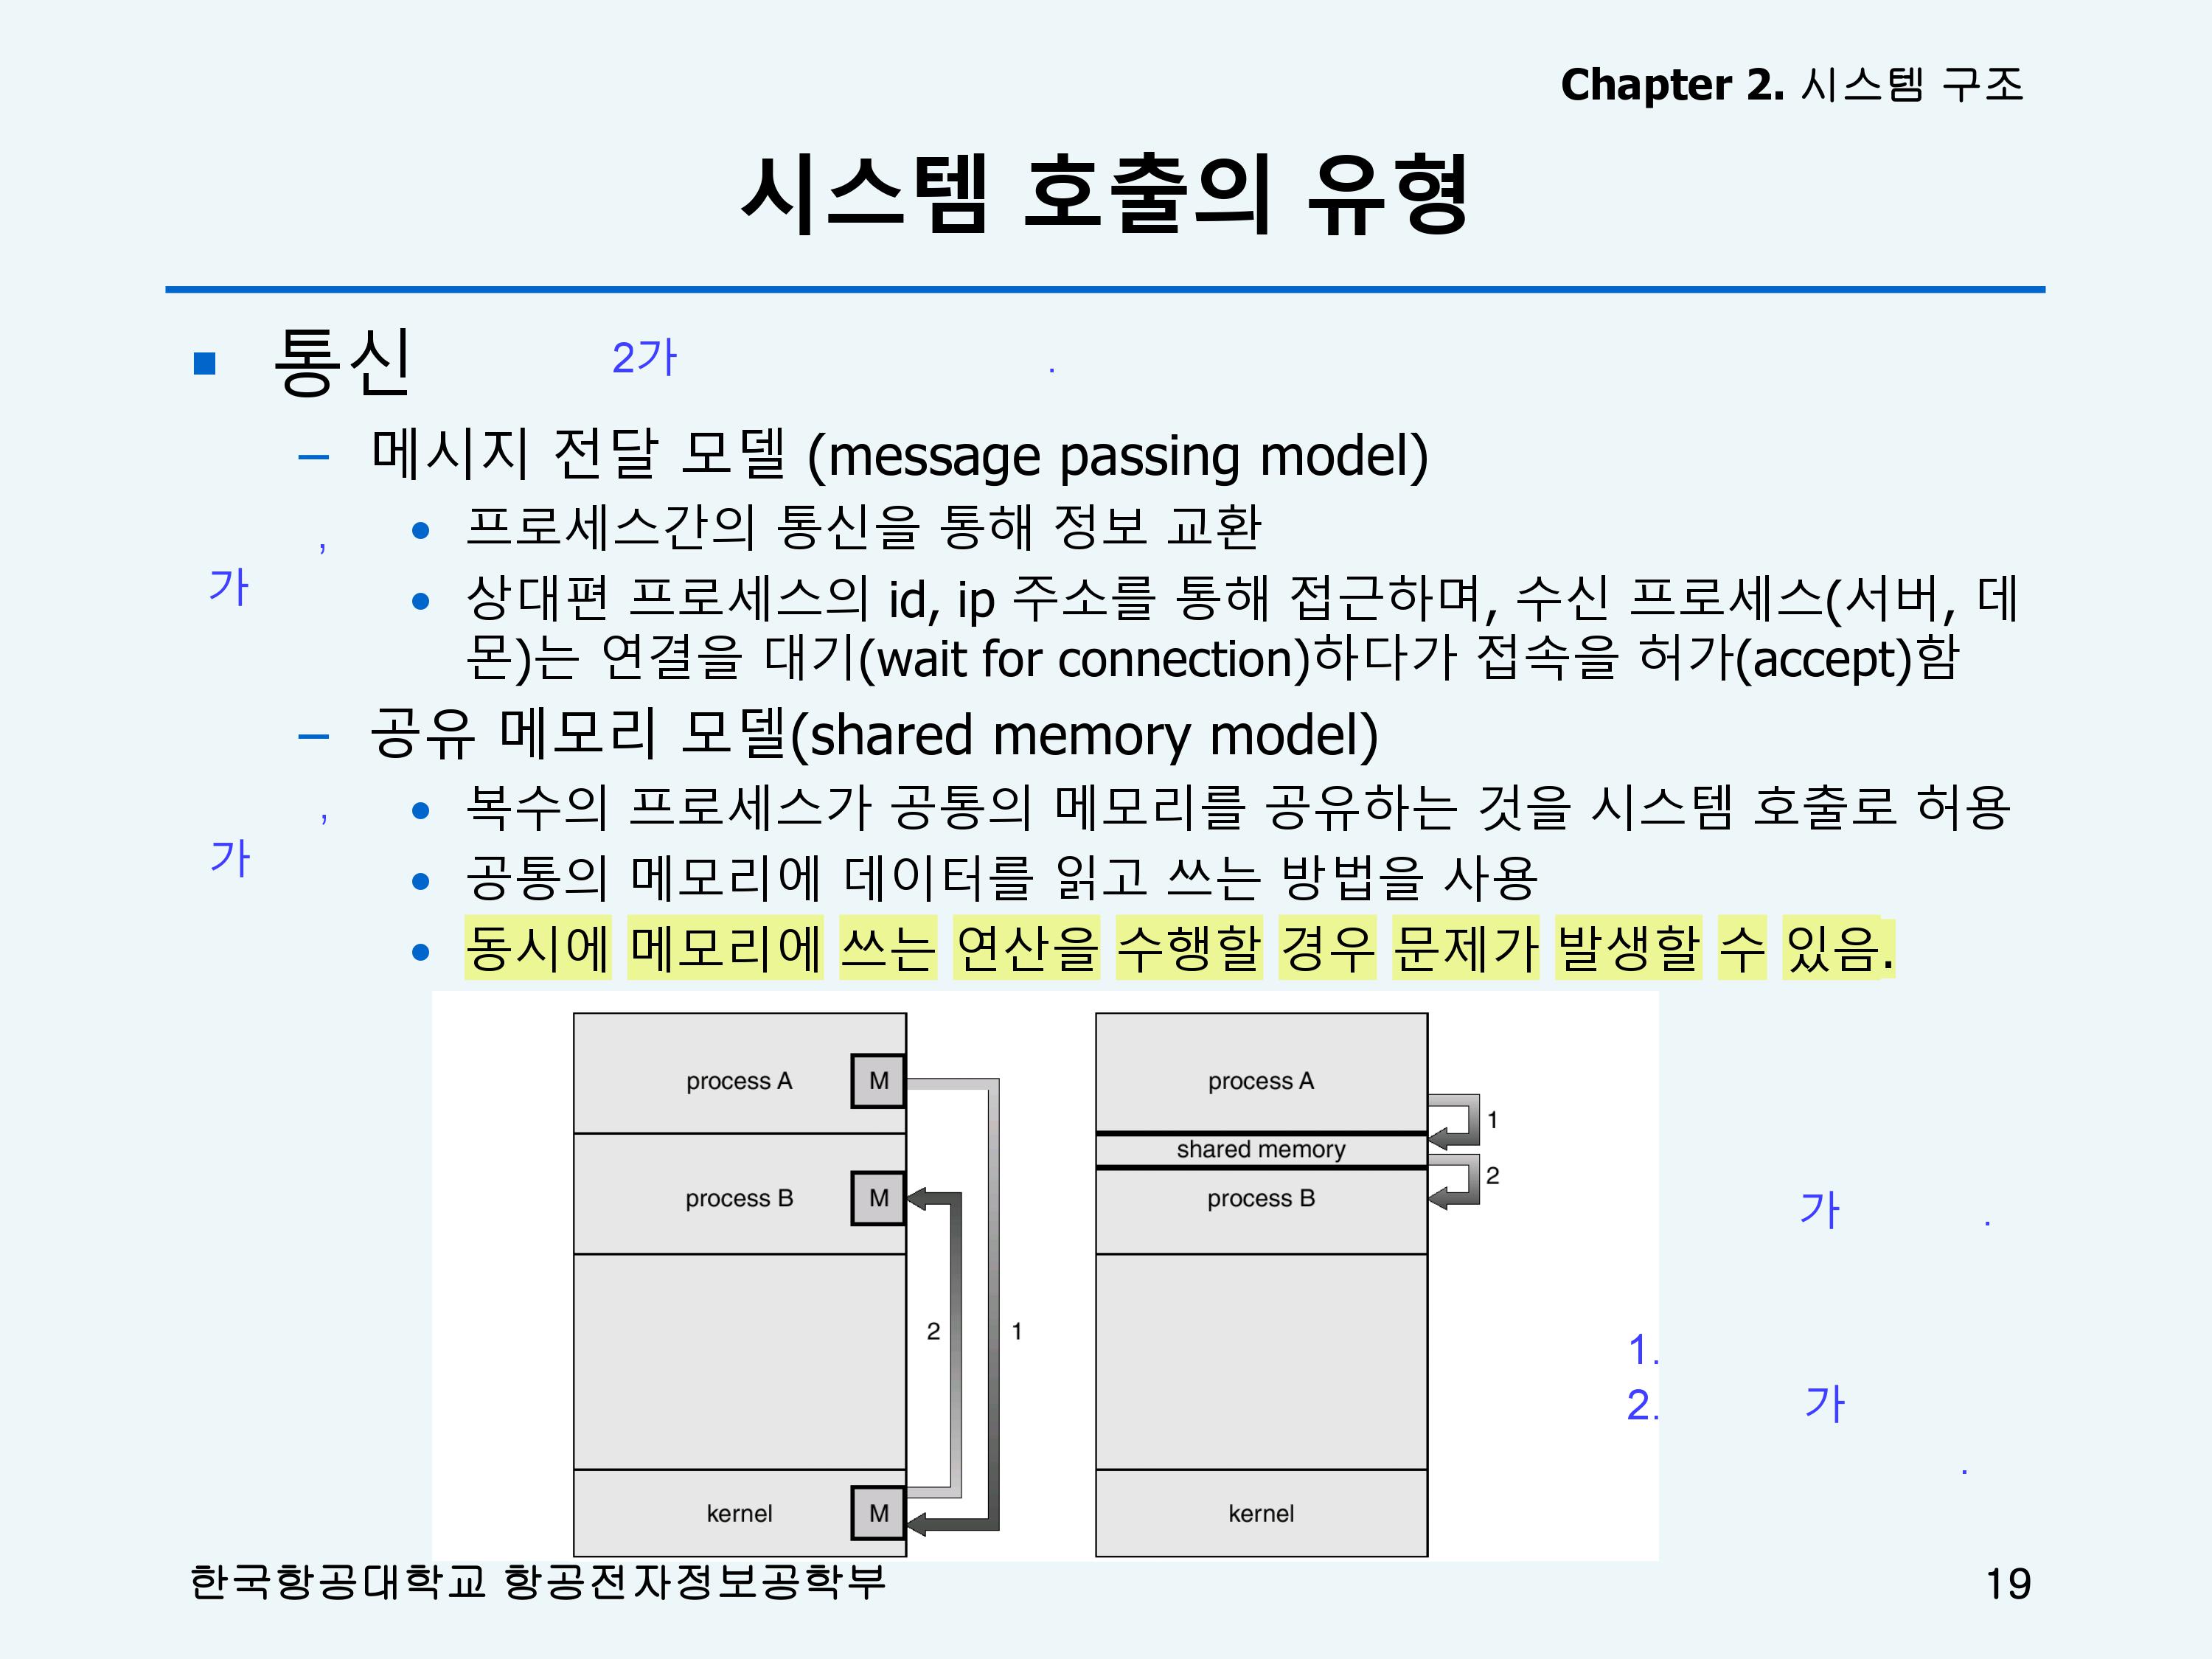 Chapter 2. 시스템 구조
시스템 호출의 유형
통신
2가 .
메시지 전달 모델 (message passing model)
프로세스간의 통신을 통해 정보 교환
,
가
상대편 프로세스의 id, ip 주소를 통해 접근하며, 수신 프로세스(서버, 데
몬)는 연결을 대기(wait for connection)하다가 접속을 허가(accept)함
공유 메모리 모델(shared memory model)
복수의 프로세스가 공통의 메모리를 공유하는 것을 시스템 호출로 허용
,
가
공통의 메모리에 데이터를 읽고 쓰는 방법을 사용
동시에 메모리에 쓰는 연산을 수행할 경우 문제가 발생할 수 있음.
process A
M
process B
M
2
1
kernel
M
process A
1
shared memory
2
process B
kernel
가 .
1.
2. 가
.
한국항공대학교 항공전자정보공학부
19